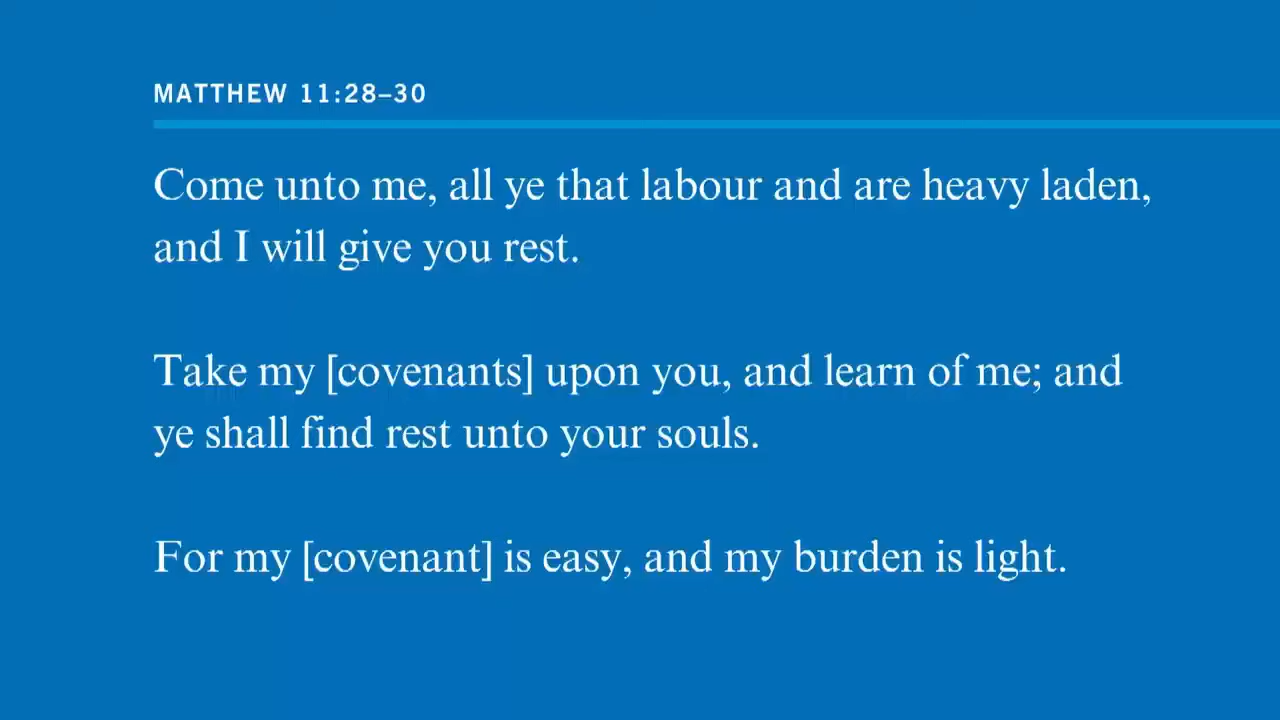 MATTHEW 11:28–30
Come unto me, all ye that labour and are heavy laden,
and I will give you rest.
Take my [covenants] upon you, and learn of me; and
ye shall find rest unto your souls.
For my [covenant] is easy, and my burden is light.